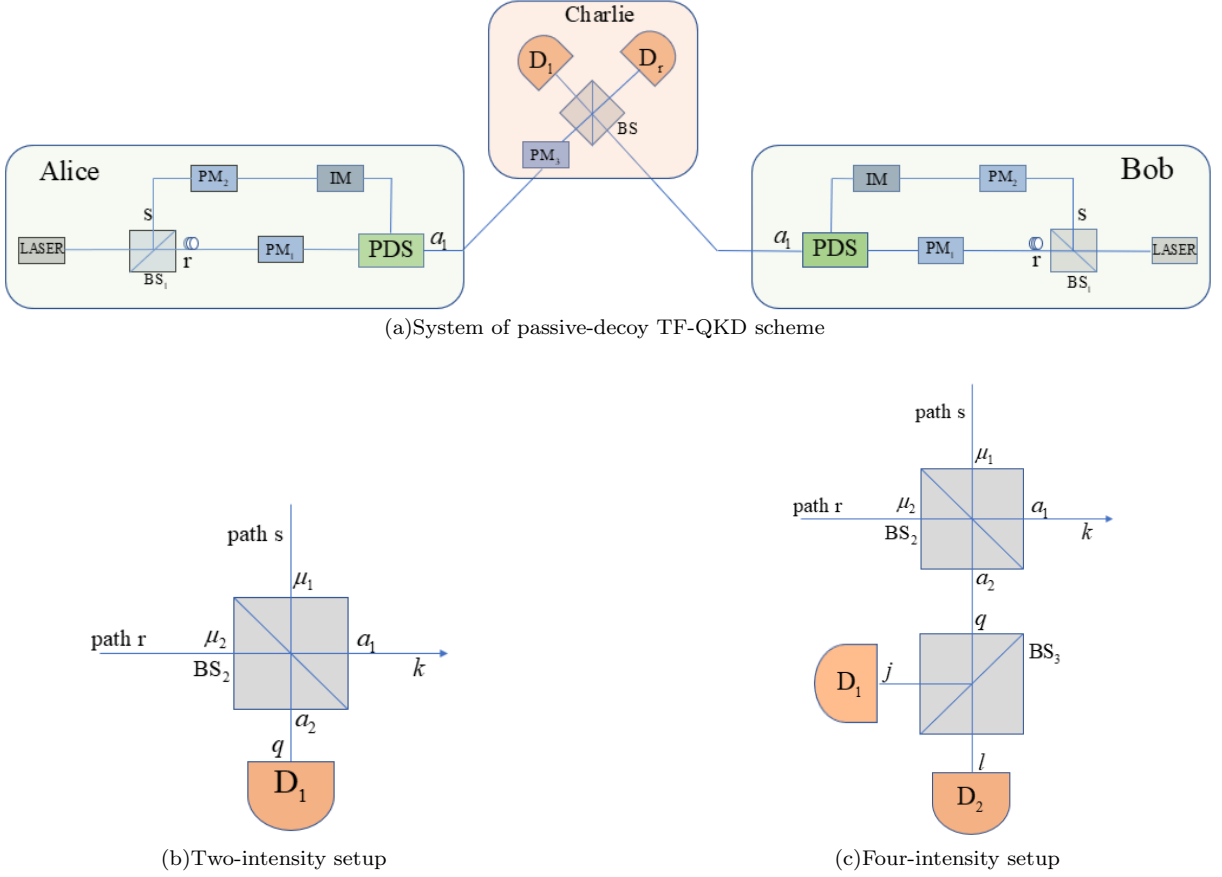 Charlie
D₁ Dᵣ
BS
PM₃
Alice
PM₂ IM
s
LASER
BS₁
r
PM₁
PDS
a₁
Bob
IM PM₂
s
a₁
PDS
PM₁
r
BS₁
LASER
(a)System of passive-decoy TF-QKD scheme
path s
μ₁
path r μ₂
BS₂
a₁
k
a₂
q
D₁
(b)Two-intensity setup
path s
μ₁
path r μ₂
BS₂
a₁
k
a₂
q
BS₃
D₁
j
l
D₂
(c)Four-intensity setup